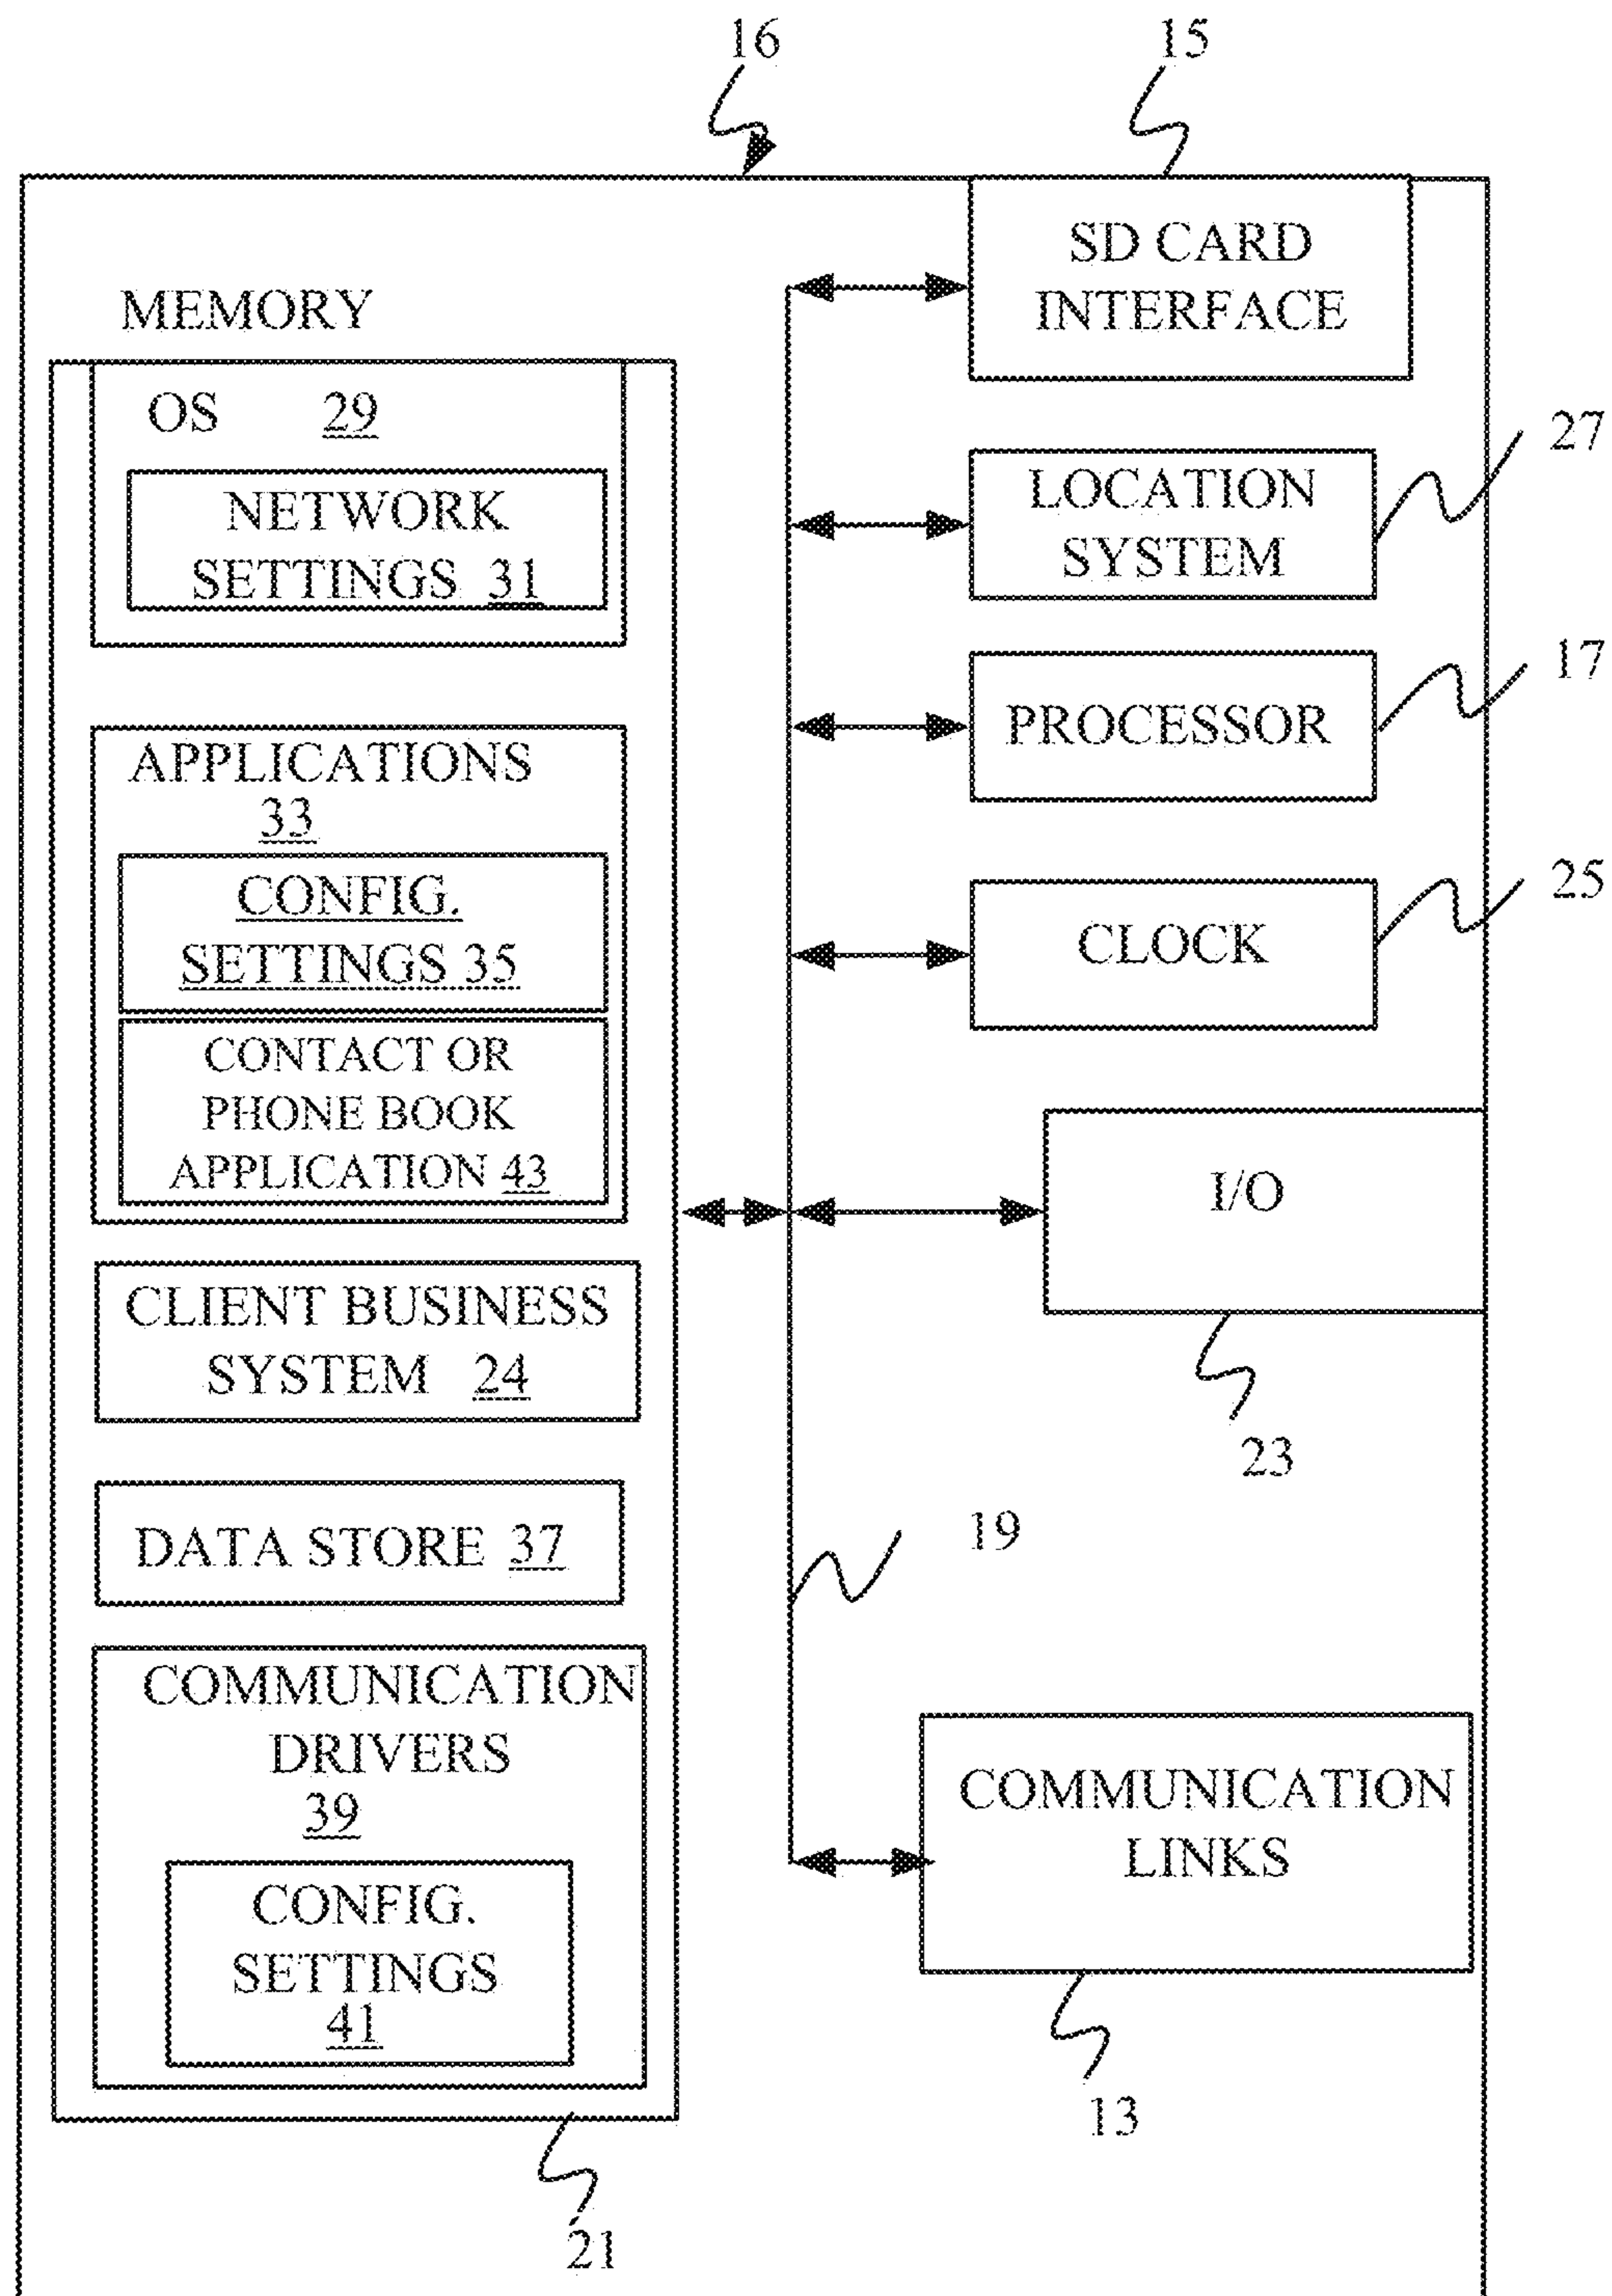 16
15
SD CARD
INTERFACE
MEMORY
OS 29
NETWORK
SETTINGS 31
27
LOCATION
SYSTEM
17
PROCESSOR
APPLICATIONS
33
CONFIG.
SETTINGS 35
25
CLOCK
CONTACT OR
PHONE BOOK
APPLICATION 43
I/O
23
CLIENT BUSINESS
SYSTEM 24
19
DATA STORE 37
COMMUNICATION
DRIVERS
39
CONFIG.
SETTINGS
41
COMMUNICATION
LINKS
13
21